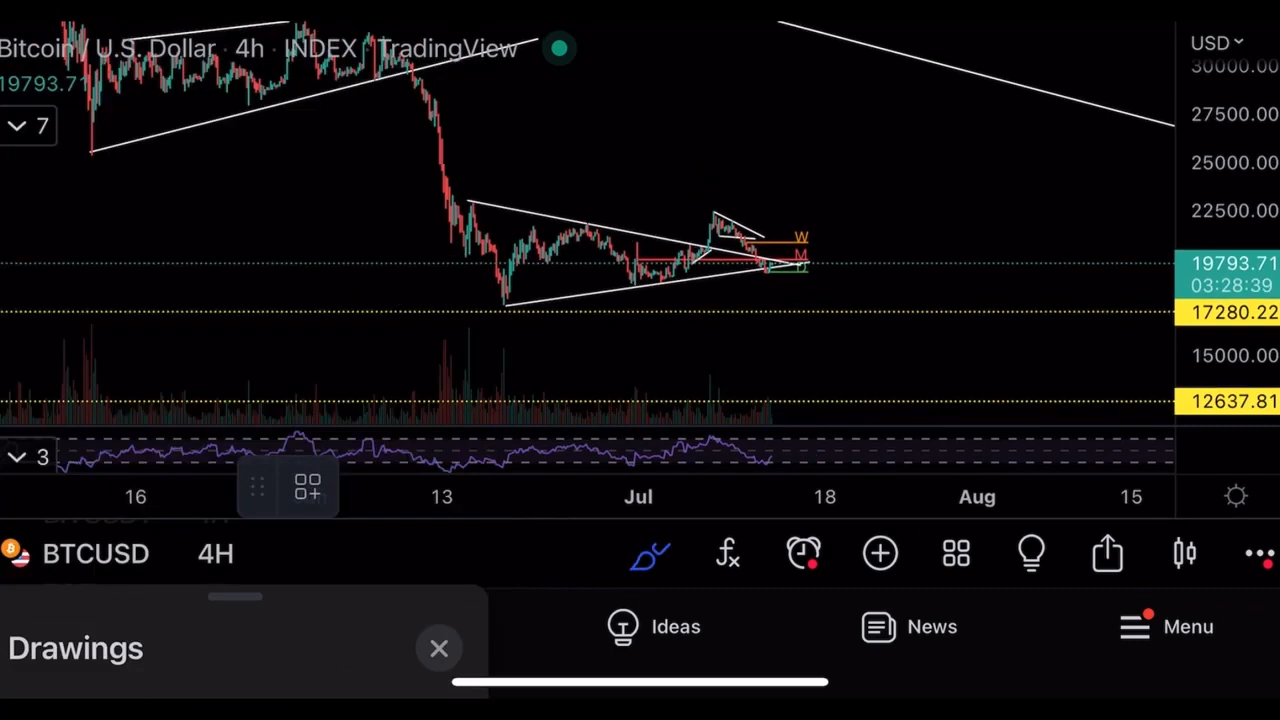 Bitcoin / U.S. Dollar · 4h · INDEX · TradingView
USD
30000.00
19793.71
7
27500.00
25000.00
22500.00
W
M
D
19793.71
03:28:39
17280.22
15000.00
12637.81
3
16
13
Jul
18
Aug
15
BTCUSD
4H
Ideas
News
Menu
Drawings